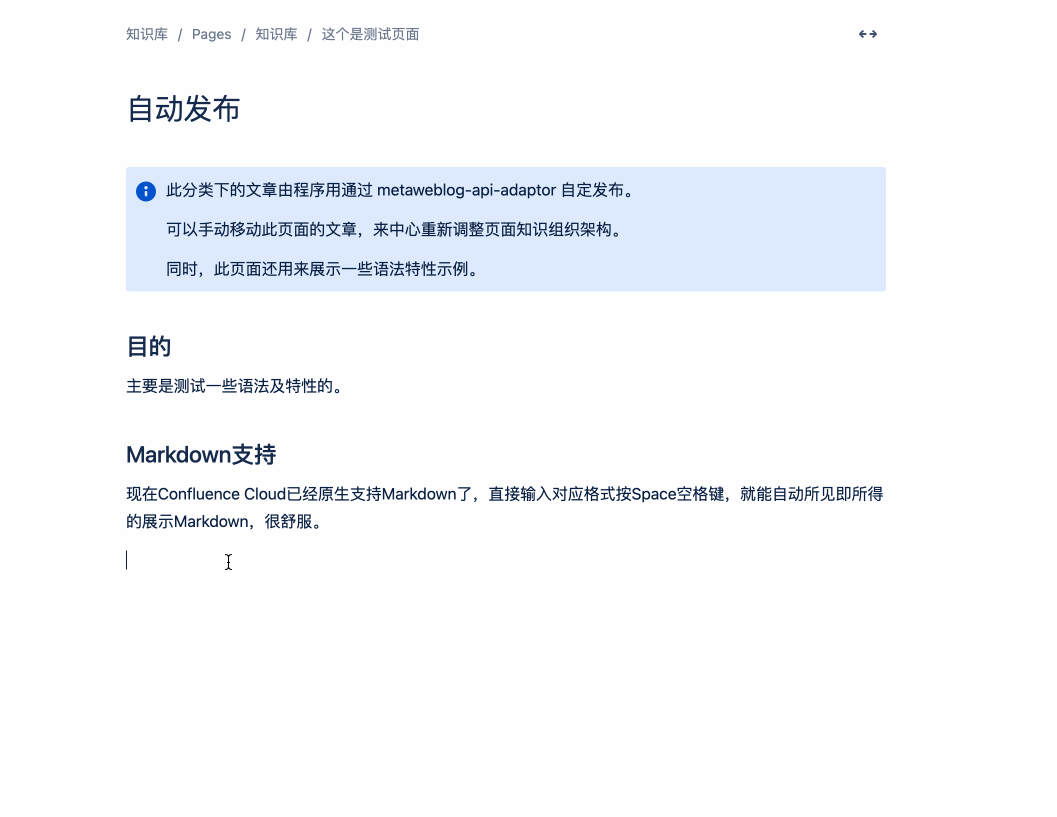 知识库 / Pages / 知识库 / 这个是测试页面
自动发布
此分类下的文章由程序用通过 metaweblog-api-adaptor 自定发布。
可以手动移动此页面的文章，来中心重新调整页面知识组织架构。
同时，此页面还用来展示一些语法特性示例。
目的
主要是测试一些语法及特性的。
Markdown支持
现在Confluence Cloud已经原生支持Markdown了，直接输入对应格式按Space空格键，就能自动所见即所得
的展示Markdown，很舒服。